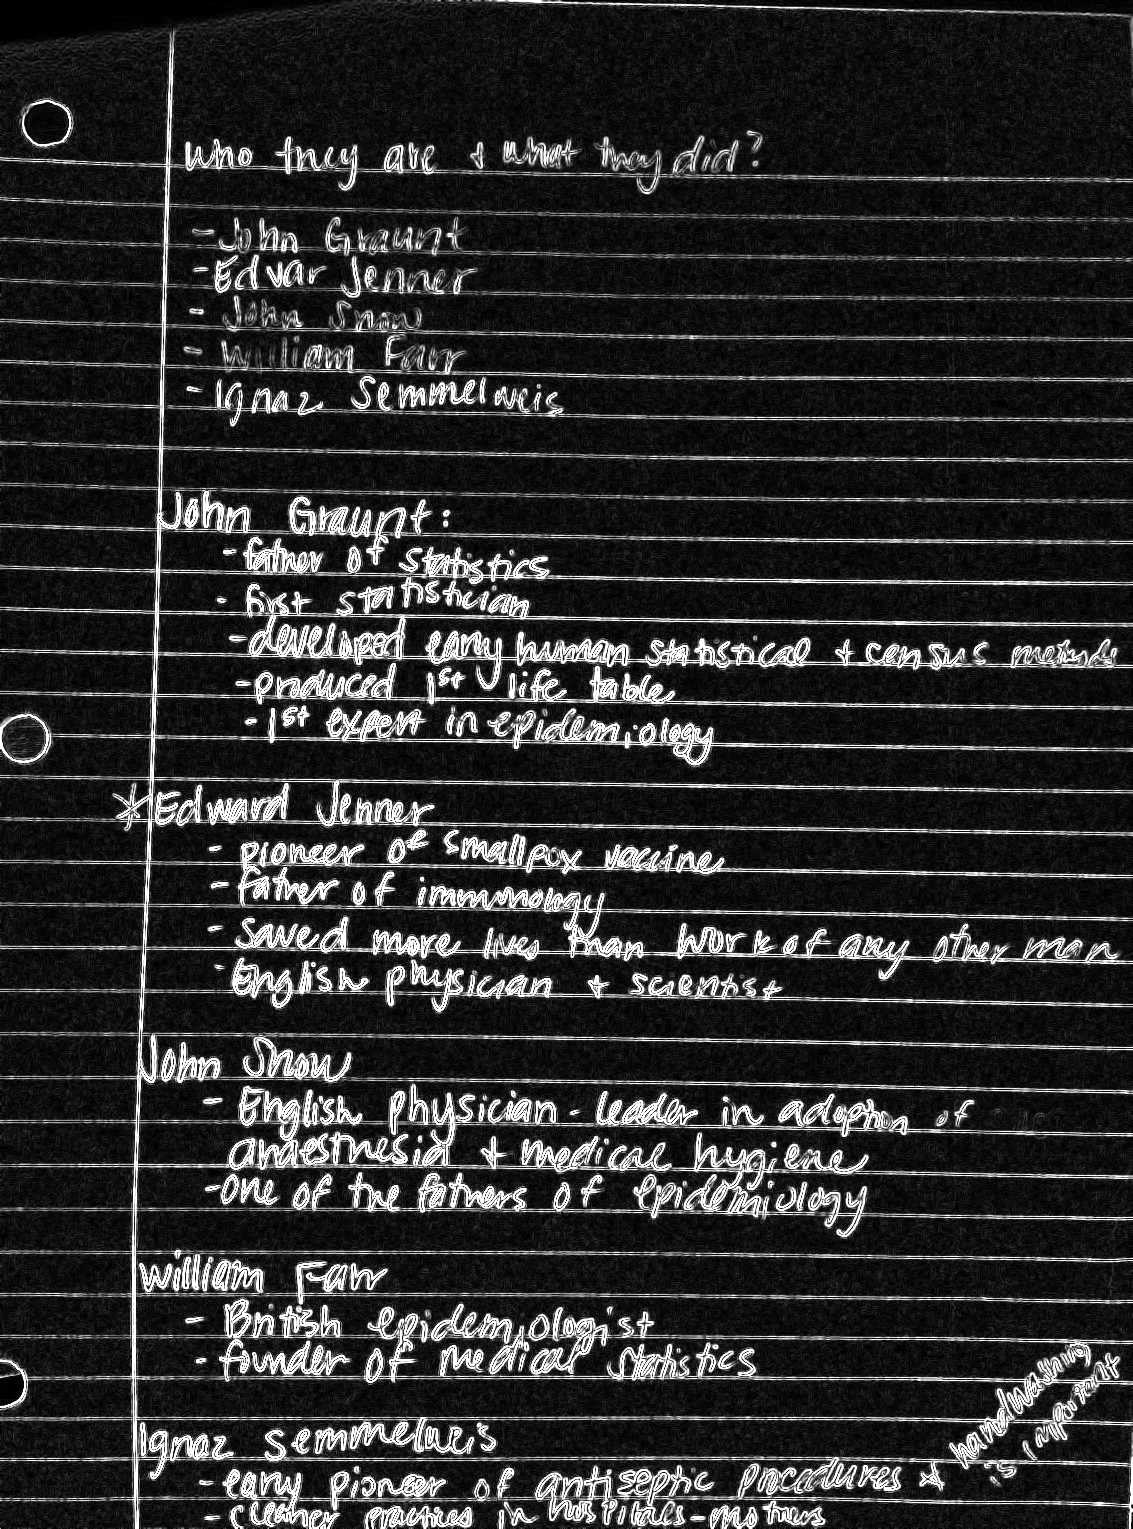 Who they are + what they did?
- John Graunt
- Edvar Jenner
- John Snow
- William Farr
- Ignaz Semmelweis
John Graunt:
- father of statistics
- first statistician
- developed early human statistical + census methods
- produced 1st life table
- 1st expert in epidemiology
* Edward Jenner
- pioneer of smallpox vaccine
- father of immunology
- saved more lives than work of any other man
- English physician + scientist
John Snow
- English physician - leader in adoption of
anaesthesia + medical hygiene
- one of the fathers of epidemiology
William Farr
- British epidemiologist
- founder of medical statistics
Ignaz Semmelweis
- early pioneer of antiseptic procedures * handwashing
is important
- cleaner practices in hospitals - mothers